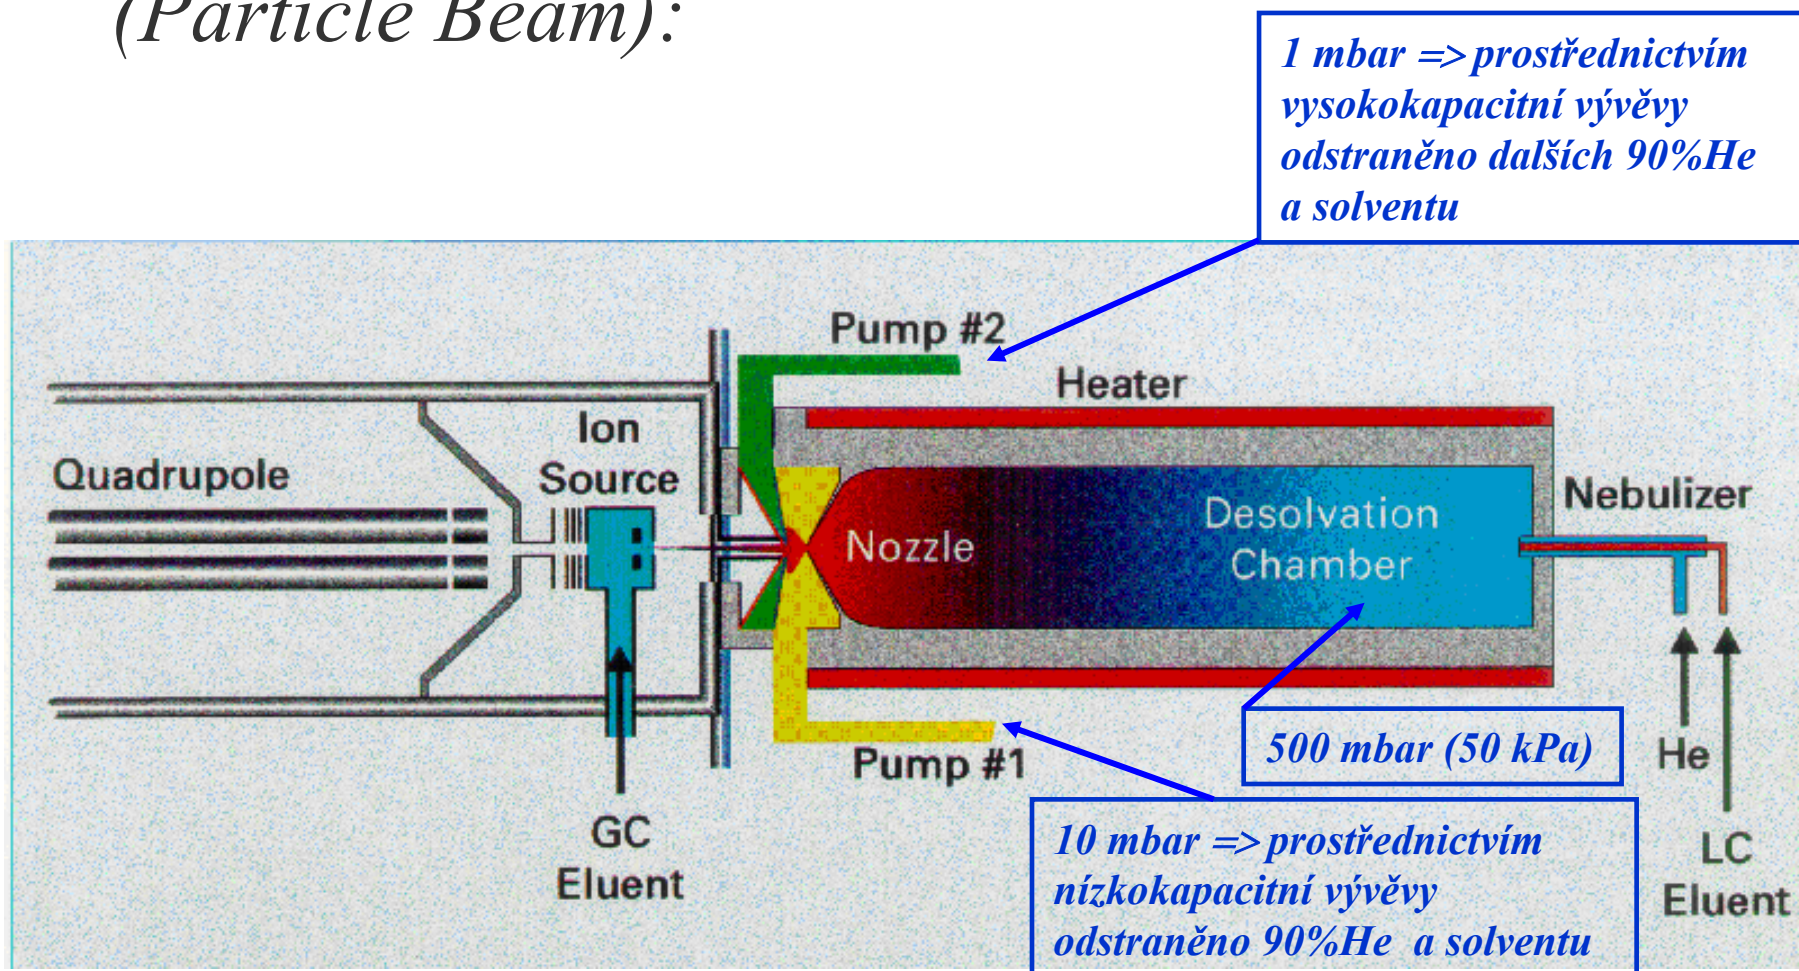 (Particle Beam):
1 mbar => prostřednictvím
vysokokapacitní vývěvy
odstraněno dalších 90%He
a solventu
Pump #2
Heater
Ion
Source
Quadrupole
Nozzle
Desolvation
Chamber
Nebulizer
500 mbar (50 kPa)
Pump #1
He
GC
Eluent
LC
Eluent
10 mbar => prostřednictvím
nízkokapacitní vývěvy
odstraněno 90%He a solventu